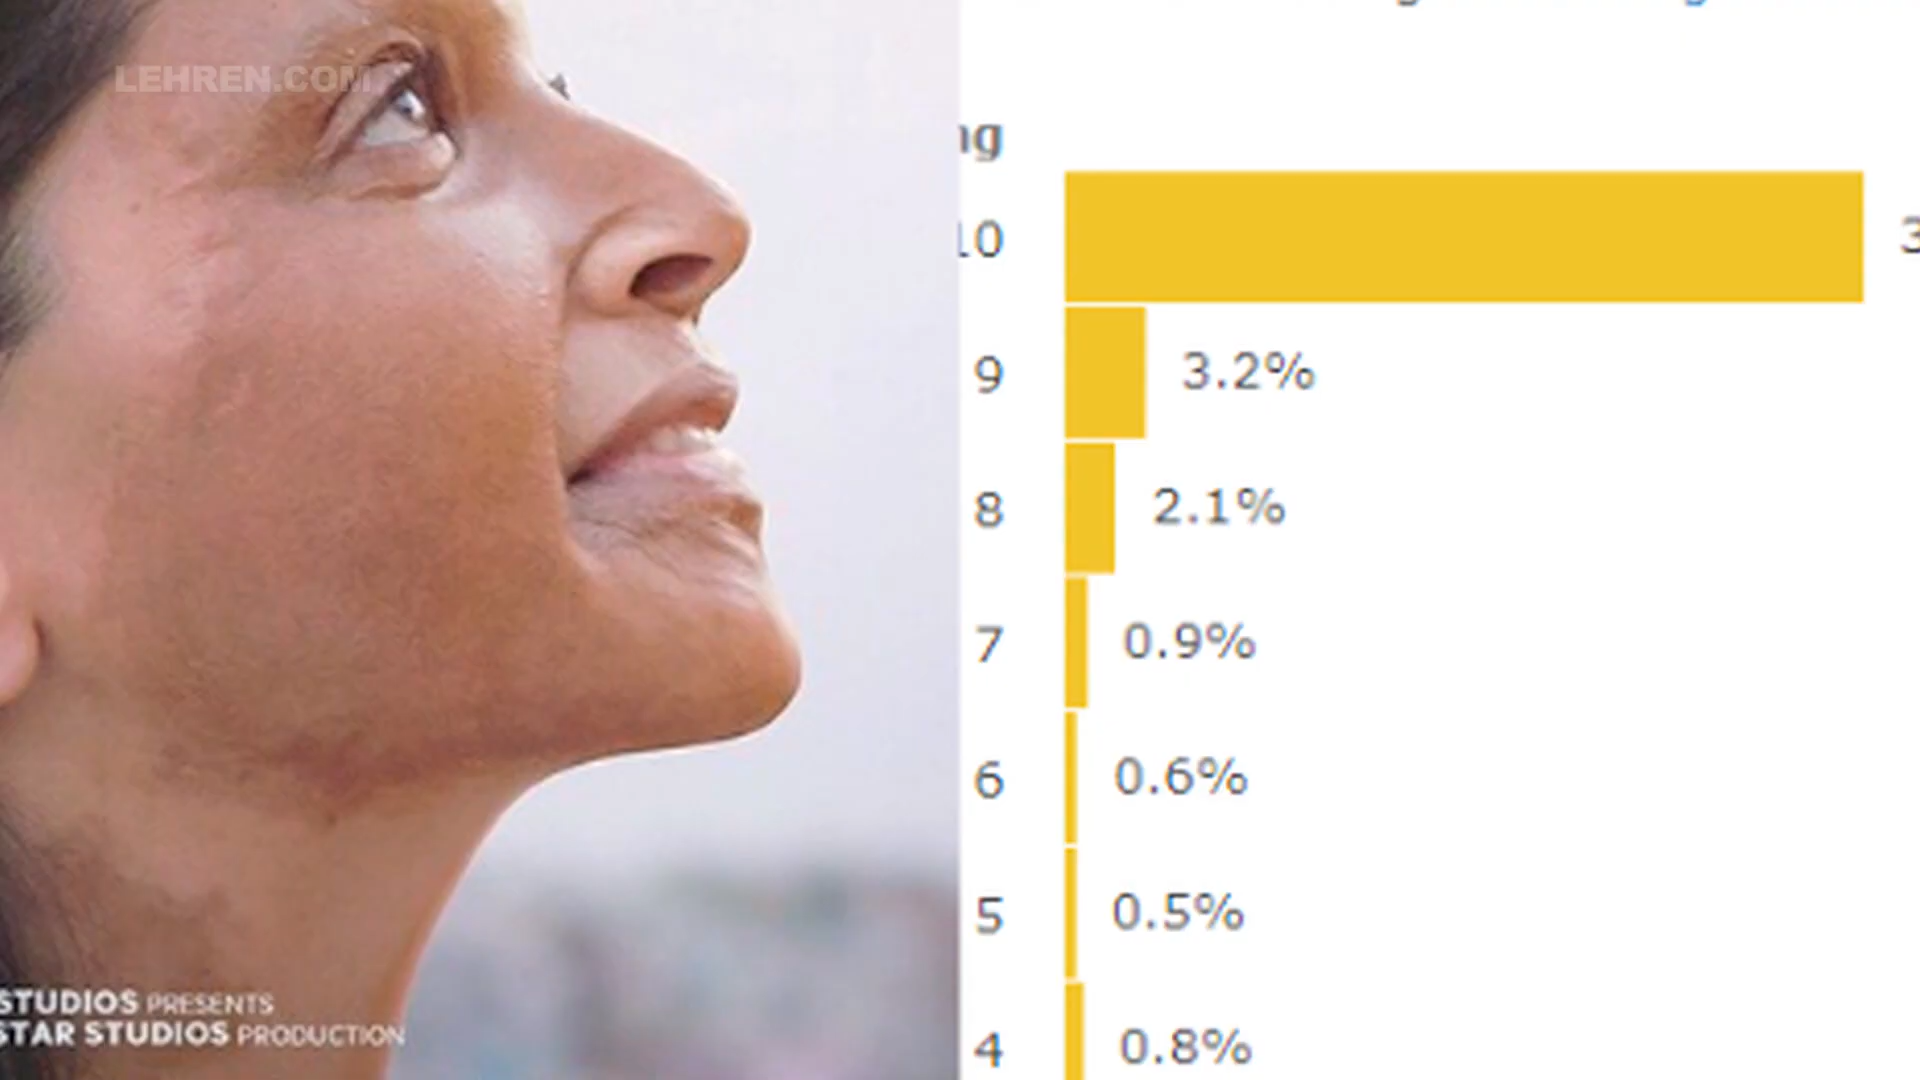 LEHREN.COM
STUDIOS PRESENTS
STAR STUDIOS PRODUCTION
10
9 3.2%
8 2.1%
7 0.9%
6 0.6%
5 0.5%
4 0.8%